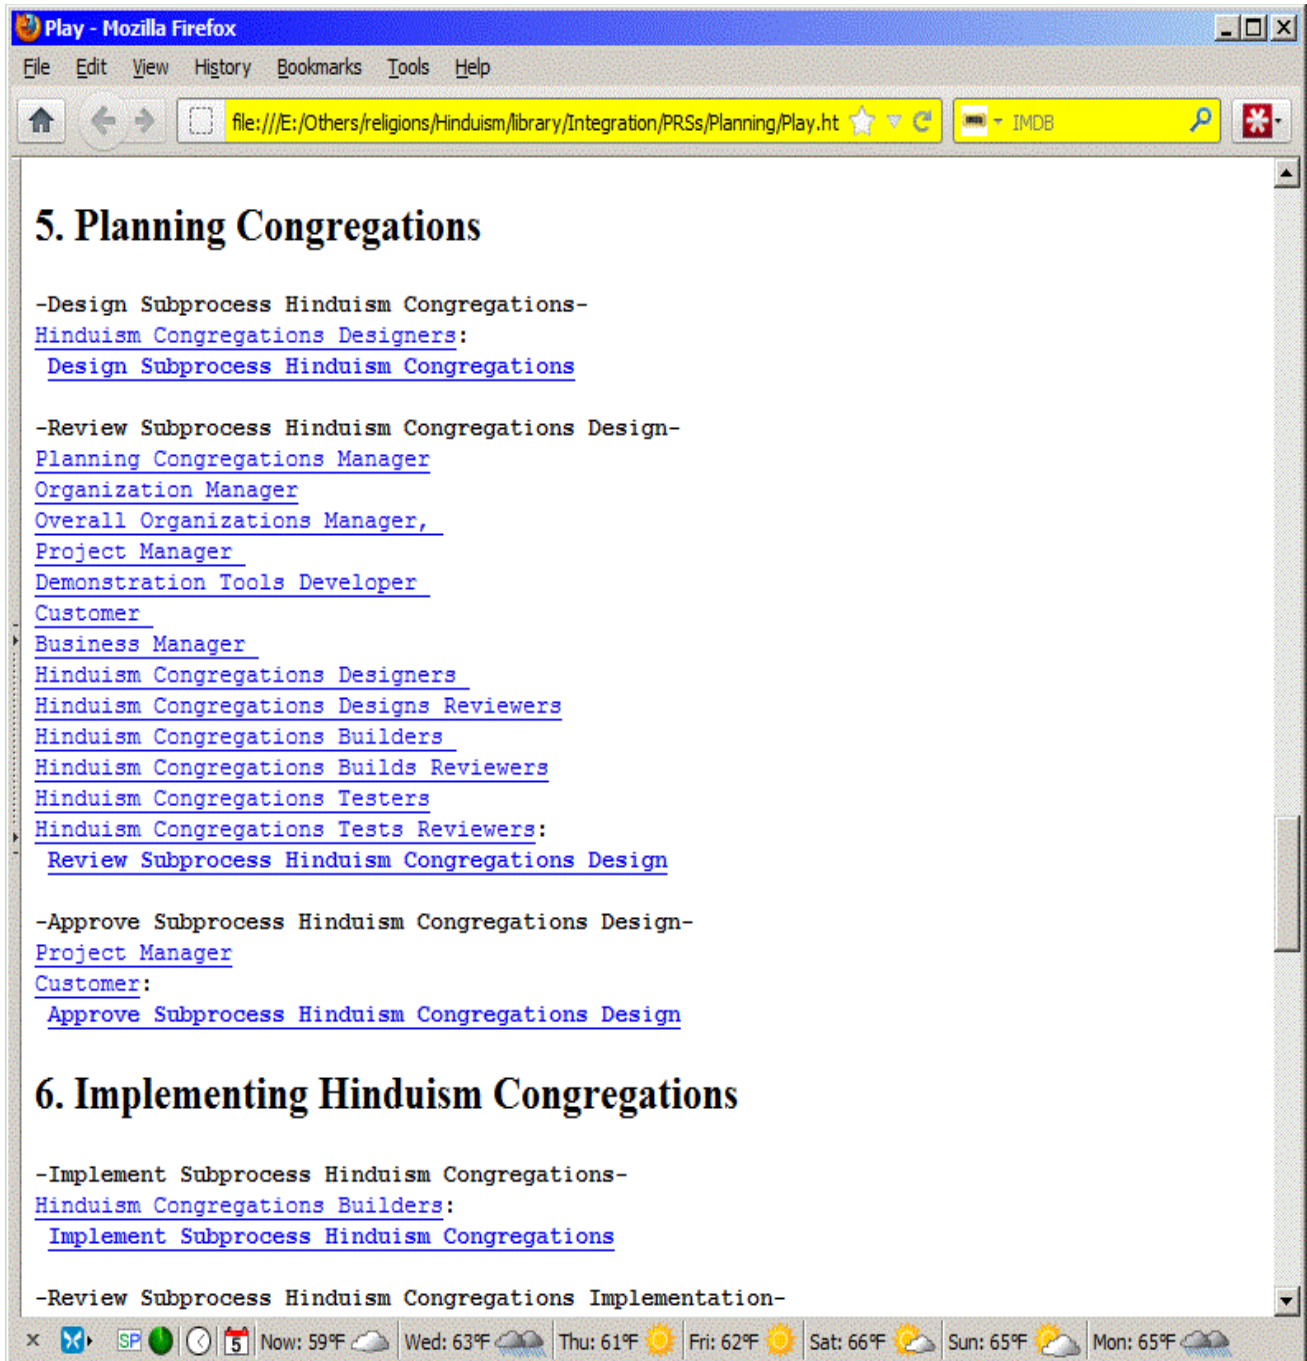 Play - Mozilla Firefox
File Edit View History Bookmarks Tools Help
file:///E:/Others/religions/Hinduism/library/Integration/PRSs/Planning/Play.ht IMDB
5. Planning Congregations
-Design Subprocess Hinduism Congregations-
Hinduism Congregations Designers:
Design Subprocess Hinduism Congregations
-Review Subprocess Hinduism Congregations Design-
Planning Congregations Manager
Organization Manager
Overall Organizations Manager,
Project Manager
Demonstration Tools Developer
Customer
Business Manager
Hinduism Congregations Designers
Hinduism Congregations Designs Reviewers
Hinduism Congregations Builders
Hinduism Congregations Builds Reviewers
Hinduism Congregations Testers
Hinduism Congregations Tests Reviewers:
Review Subprocess Hinduism Congregations Design
-Approve Subprocess Hinduism Congregations Design-
Project Manager
Customer:
Approve Subprocess Hinduism Congregations Design
6. Implementing Hinduism Congregations
-Implement Subprocess Hinduism Congregations-
Hinduism Congregations Builders:
Implement Subprocess Hinduism Congregations
-Review Subprocess Hinduism Congregations Implementation-
SP 5 Now: 59°F Wed: 63°F Thu: 61°F Fri: 62°F Sat: 66°F Sun: 65°F Mon: 65°F